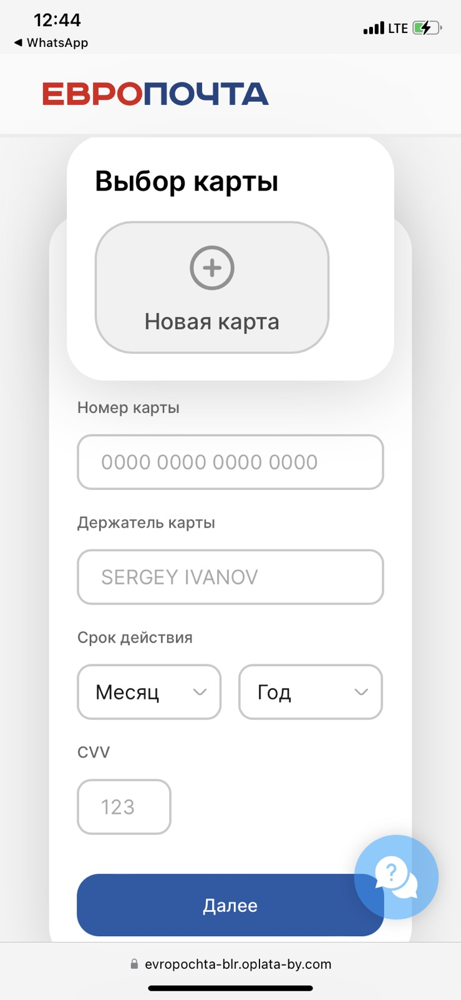 12:44
LTE
◀ WhatsApp
ЕВРОПОЧТА
Выбор карты
Новая карта
Номер карты
0000 0000 0000 0000
Держатель карты
SERGEY IVANOV
Срок действия
Месяц Год
CVV
123
?
Далее
evropochta-blr.oplata-by.com